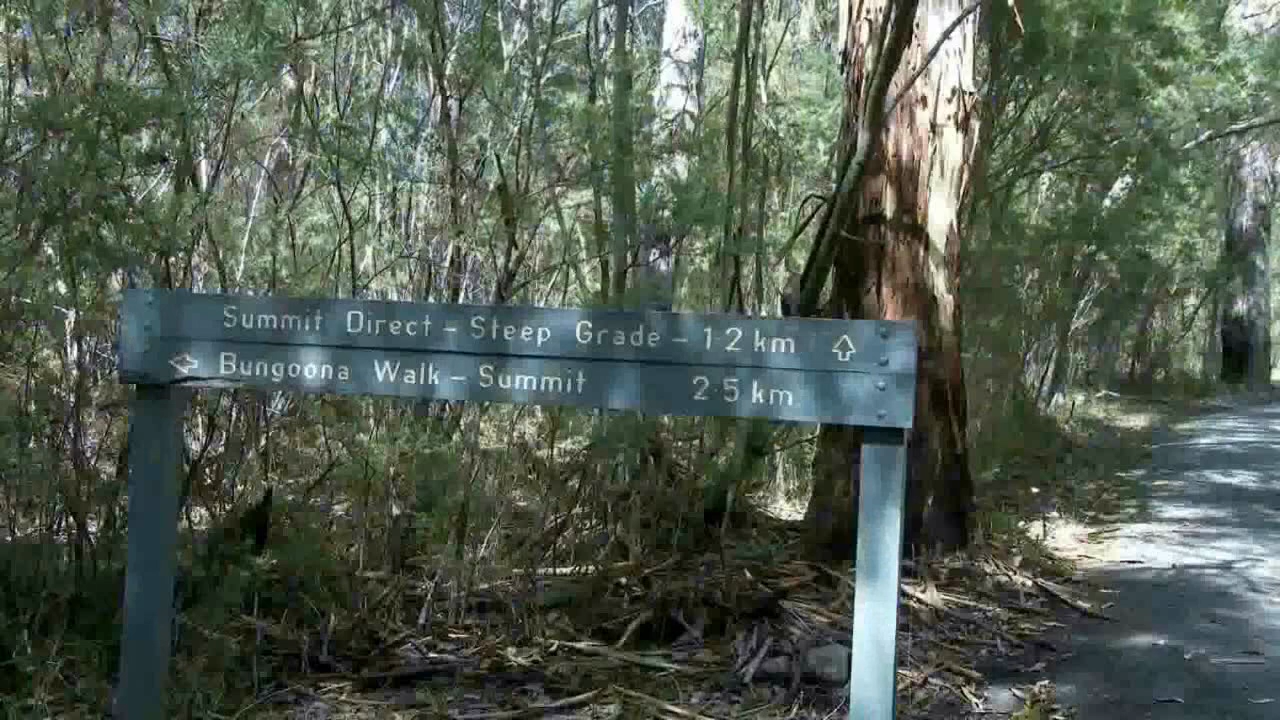 Summit Direct - Steep Grade - 1·2 km ⇧
⇦ Bungoona Walk - Summit 2·5 km